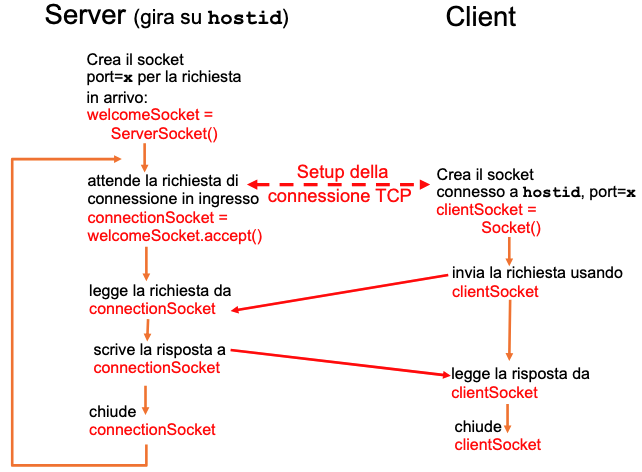 Server (gira su hostid)
Crea il socket
port=x per la richiesta
in arrivo:
welcomeSocket =
ServerSocket()
attende la richiesta di
connessione in ingresso
connectionSocket =
welcomeSocket.accept()
legge la richiesta da
connectionSocket
scrive la risposta a
connectionSocket
chiude
connectionSocket
Setup della
connessione TCP
Client
Crea il socket
connesso a hostid, port=x
clientSocket =
Socket()
invia la richiesta usando
clientSocket
legge la risposta da
clientSocket
chiude
clientSocket